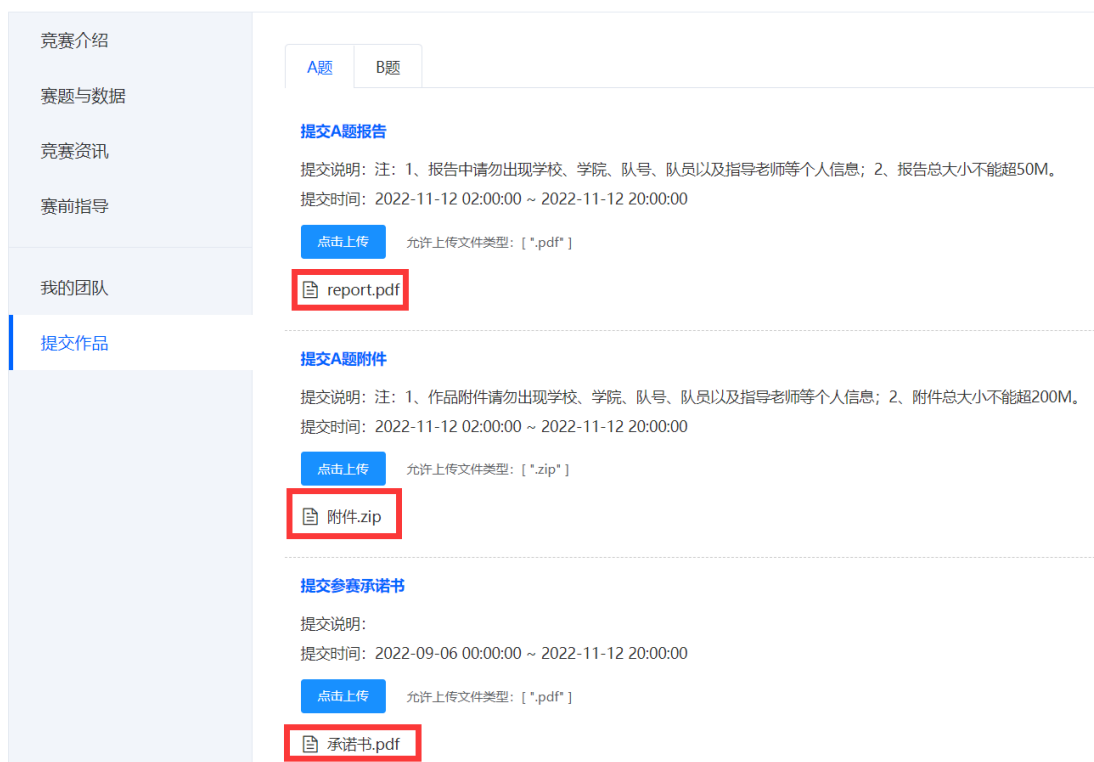 竞赛介绍
赛题与数据
竞赛资讯
赛前指导
我的团队
提交作品
A题
B题
提交A题报告
提交说明：注：1、报告中请勿出现学校、学院、队号、队员以及指导老师等个人信息；2、报告总大小不能超50M。
提交时间：2022-11-12 02:00:00 ~ 2022-11-12 20:00:00
点击上传 允许上传文件类型：[ ".pdf" ]
report.pdf
提交A题附件
提交说明：注：1、作品附件请勿出现学校、学院、队号、队员以及指导老师等个人信息；2、附件总大小不能超200M。
提交时间：2022-11-12 02:00:00 ~ 2022-11-12 20:00:00
点击上传 允许上传文件类型：[ ".zip" ]
附件.zip
提交参赛承诺书
提交说明：
提交时间：2022-09-06 00:00:00 ~ 2022-11-12 20:00:00
点击上传 允许上传文件类型：[ ".pdf" ]
承诺书.pdf